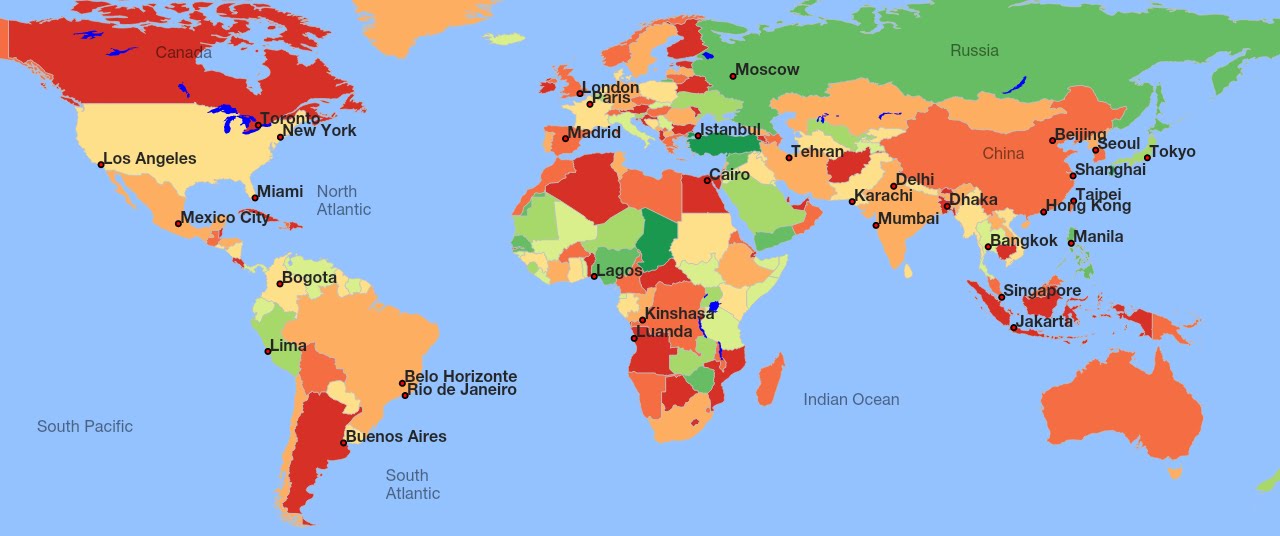 Canada
Russia
Moscow
London
Paris
Toronto
New York
Madrid
Istanbul
Beijing
Seoul
Tokyo
Los Angeles
Tehran
China
Shanghai
Cairo
Delhi
Miami
North
Atlantic
Karachi
Dhaka
Taipei
Hong Kong
Mexico City
Mumbai
Bangkok
Manila
Bogota
Lagos
Singapore
Kinshasa
Jakarta
Luanda
Lima
Belo Horizonte
Rio de Janeiro
Indian Ocean
South Pacific
Buenos Aires
South
Atlantic